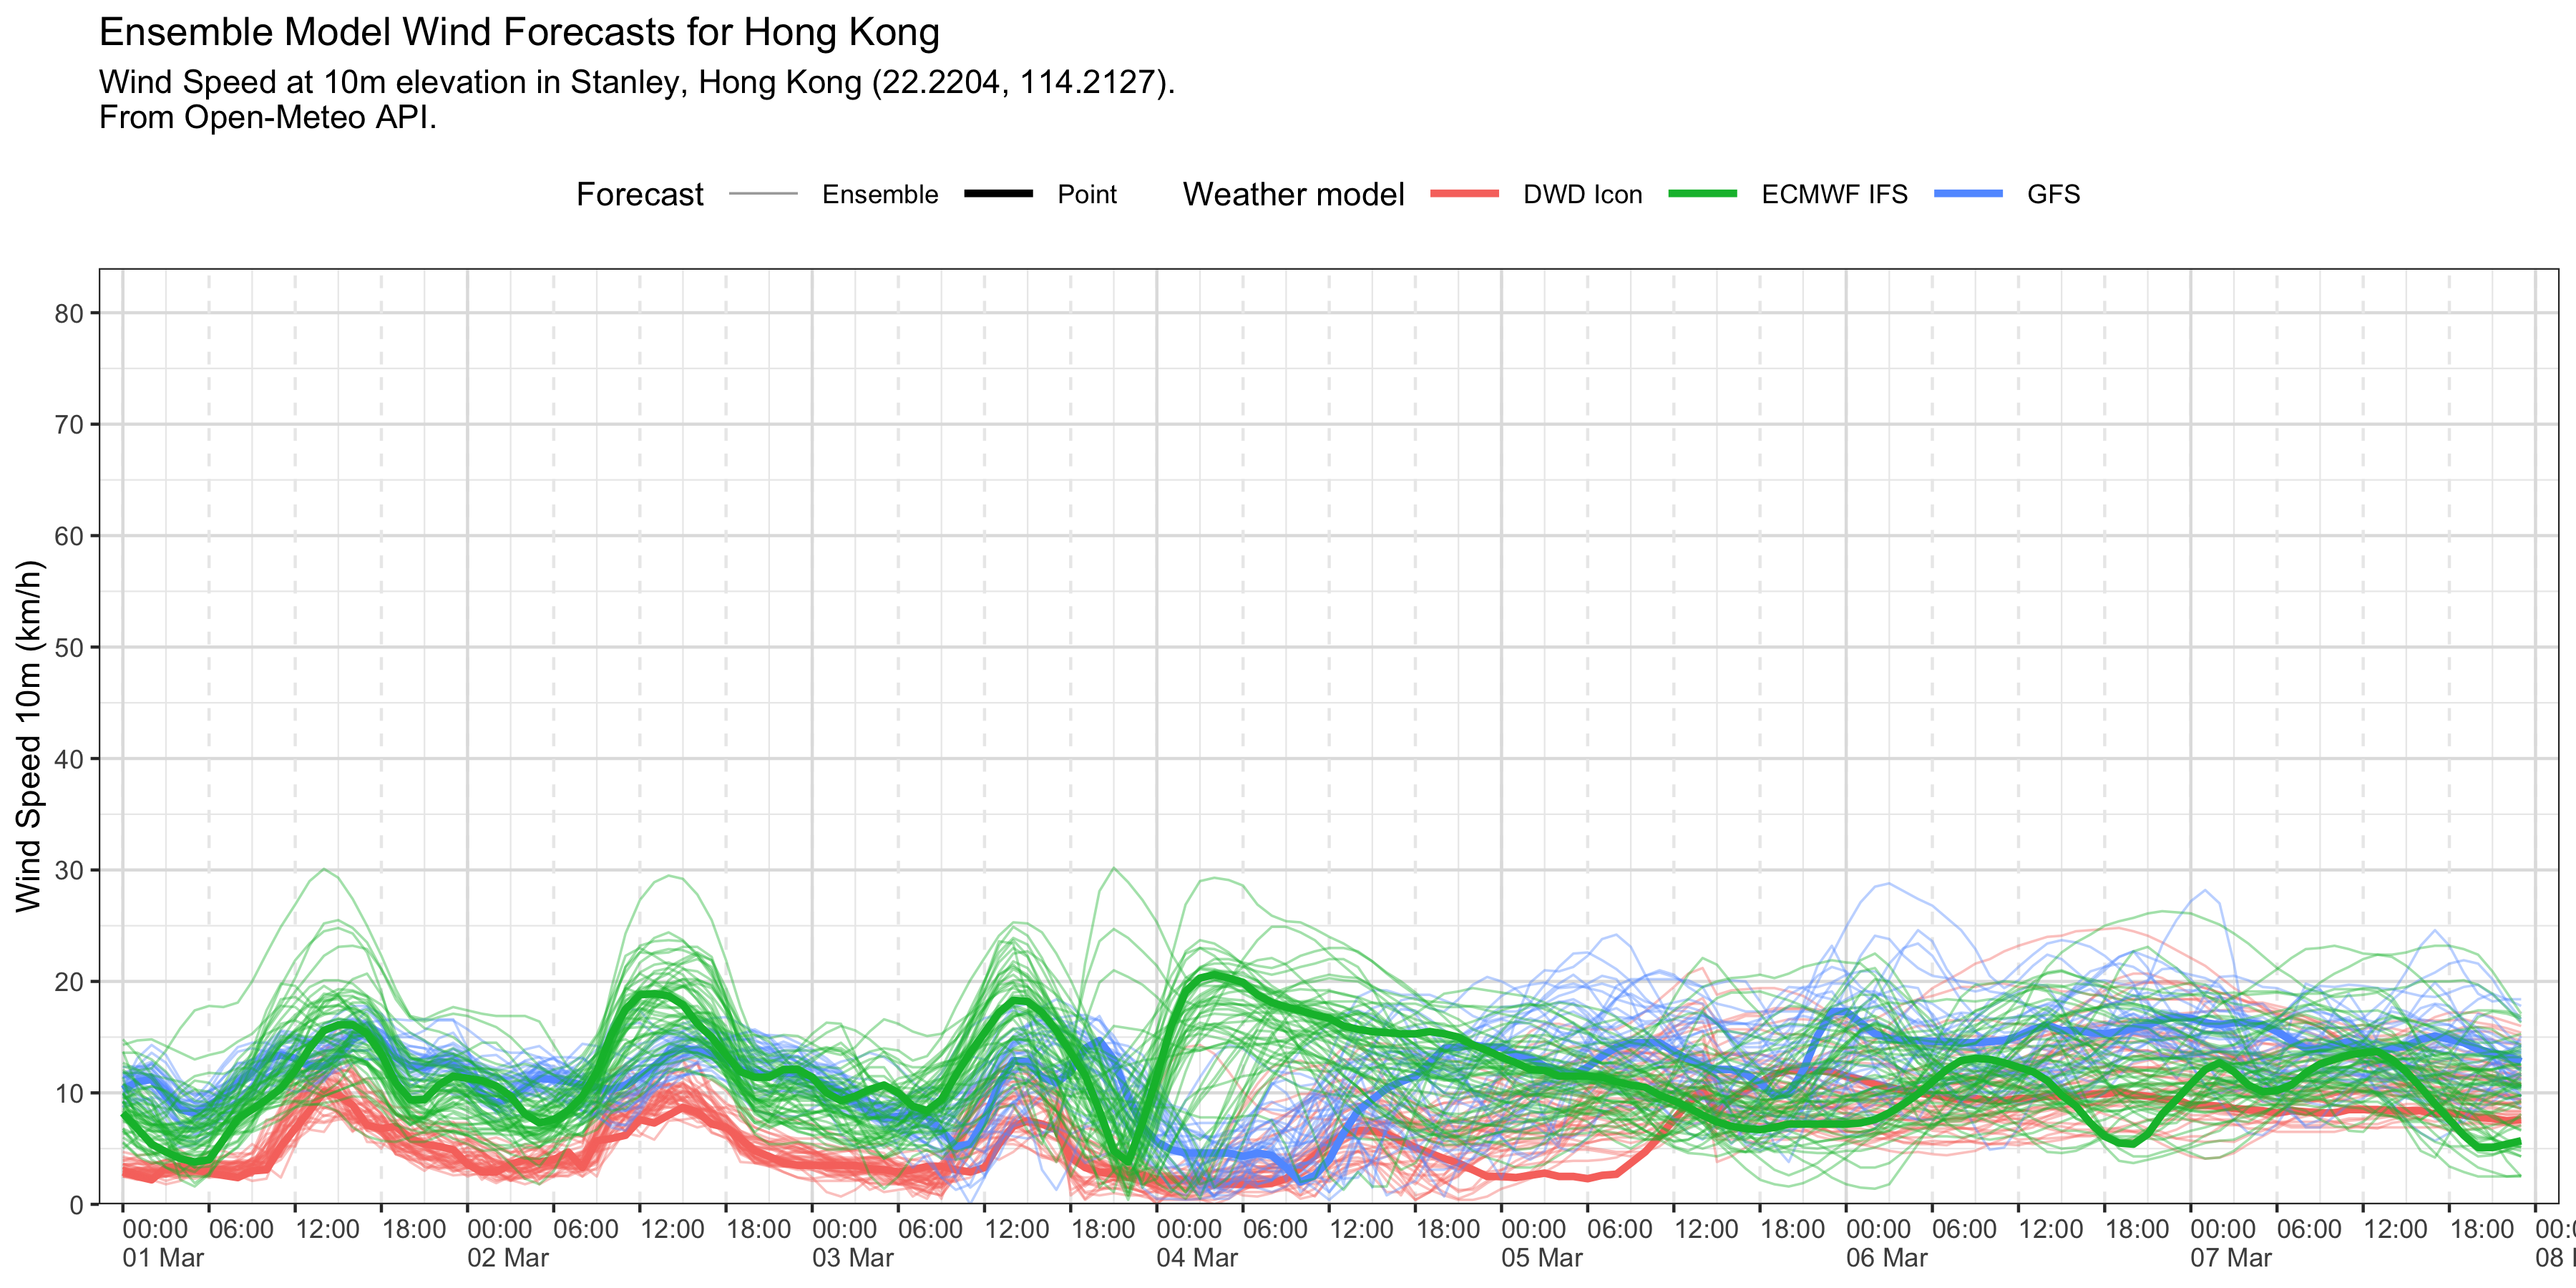 Ensemble Model Wind Forecasts for Hong Kong
Wind Speed at 10m elevation in Stanley, Hong Kong (22.2204, 114.2127).
From Open-Meteo API.
Forecast Ensemble Point Weather model DWD Icon ECMWF IFS GFS
Wind Speed 10m (km/h)
80
70
60
50
40
30
20
10
0
00:00 06:00 12:00 18:00 00:00 06:00 12:00 18:00 00:00 06:00 12:00 18:00 00:00 06:00 12:00 18:00 00:00 06:00 12:00 18:00 00:00 06:00 12:00 18:00 00:00 06:00 12:00 18:00
01 Mar 02 Mar 03 Mar 04 Mar 05 Mar 06 Mar 07 Mar 08